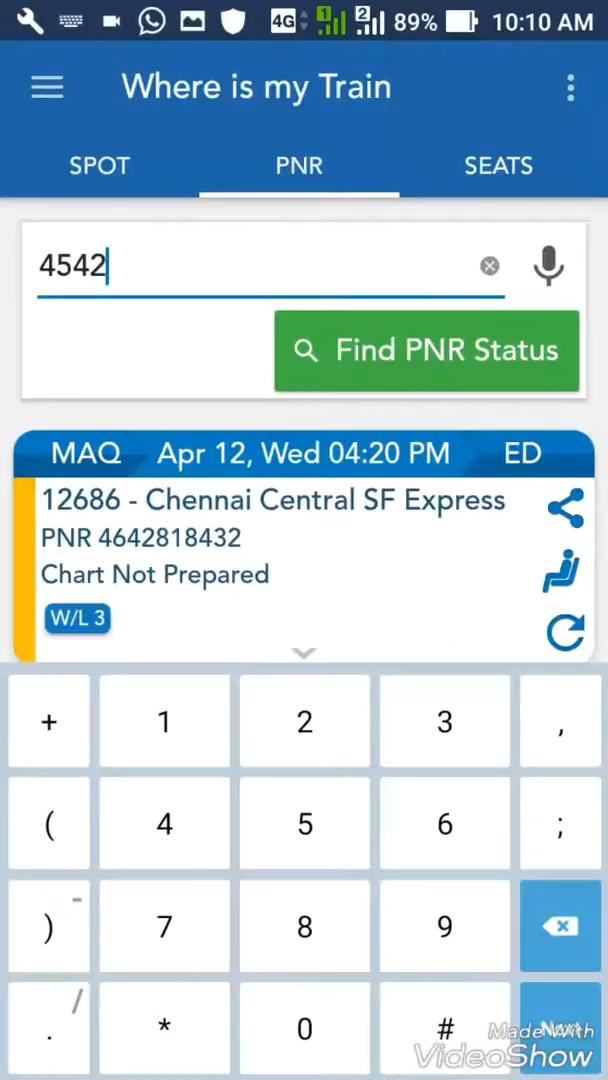 4G 1 2 89% 10:10 AM
Where is my Train
SPOT PNR SEATS
4542
Find PNR Status
MAQ Apr 12, Wed 04:20 PM ED
12686 - Chennai Central SF Express
PNR 4642818432
Chart Not Prepared
W/L 3
+ 1 2 3 ,
( 4 5 6 ;
) - 7 8 9
. / * 0 #
Made With
VideoShow